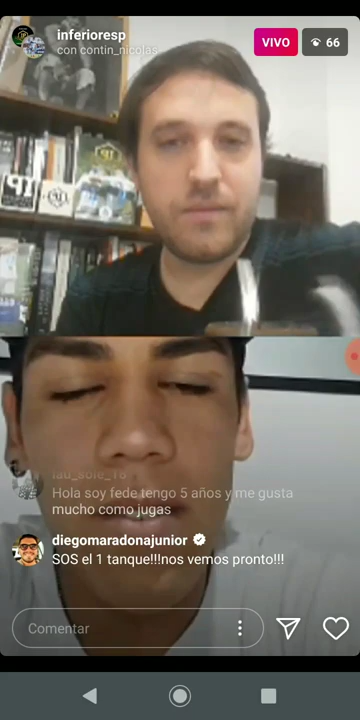 inferioresp
con contin_nicolas
VIVO
66
lau_sofe_18
Hola soy fede tengo 5 años y me gusta
mucho como jugas
diegomaradonajunior
SOS el 1 tanque!!!nos vemos pronto!!!
Comentar